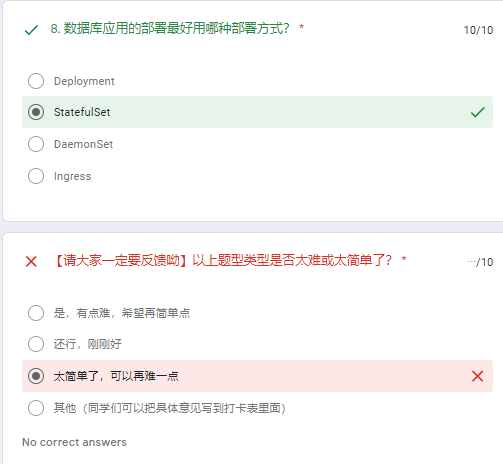 8. 数据库应用的部署最好用哪种部署方式？ *
10/10
Deployment
StatefulSet
DaemonSet
Ingress
【请大家一定要反馈呦】以上题型类型是否太难或太简单了？ *
···/10
是，有点难，希望再简单点
还行，刚刚好
太简单了，可以再难一点
其他（同学们可以把具体意见写到打卡表里面）
No correct answers